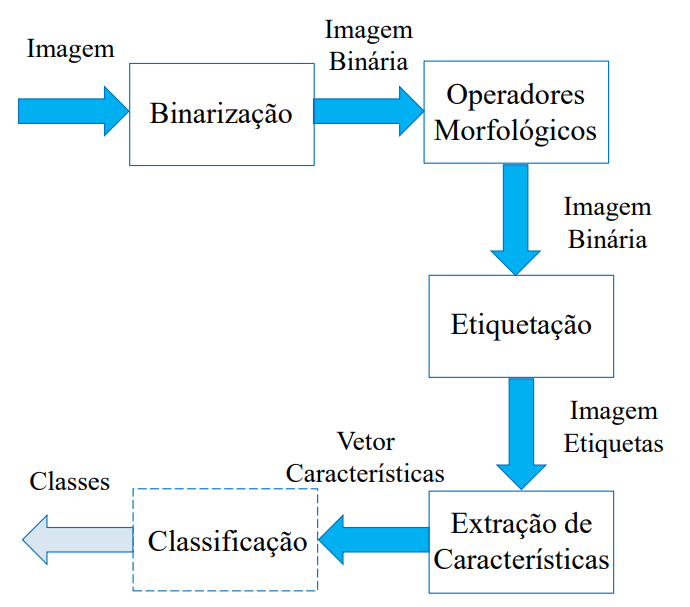 Imagem
Binarização
Imagem
Binária
Operadores
Morfológicos
Imagem
Binária
Etiquetação
Imagem
Etiquetas
Extração de
Características
Vetor
Características
Classificação
Classes